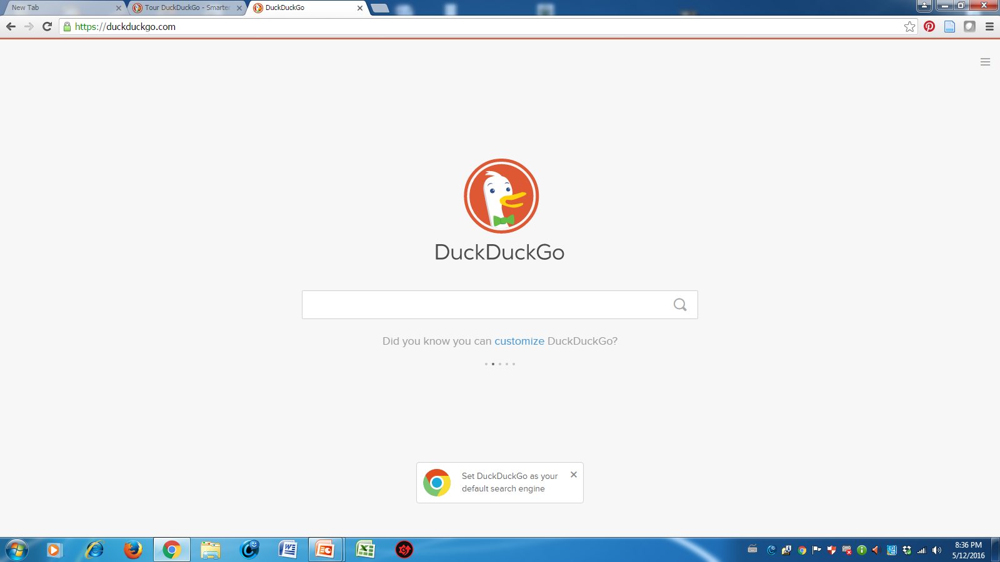 New Tab
Tour DuckDuckGo - Smarter
DuckDuckGo
https://duckduckgo.com
DuckDuckGo
Did you know you can customize DuckDuckGo?
Set DuckDuckGo as your
default search engine
8:36 PM
5/12/2016